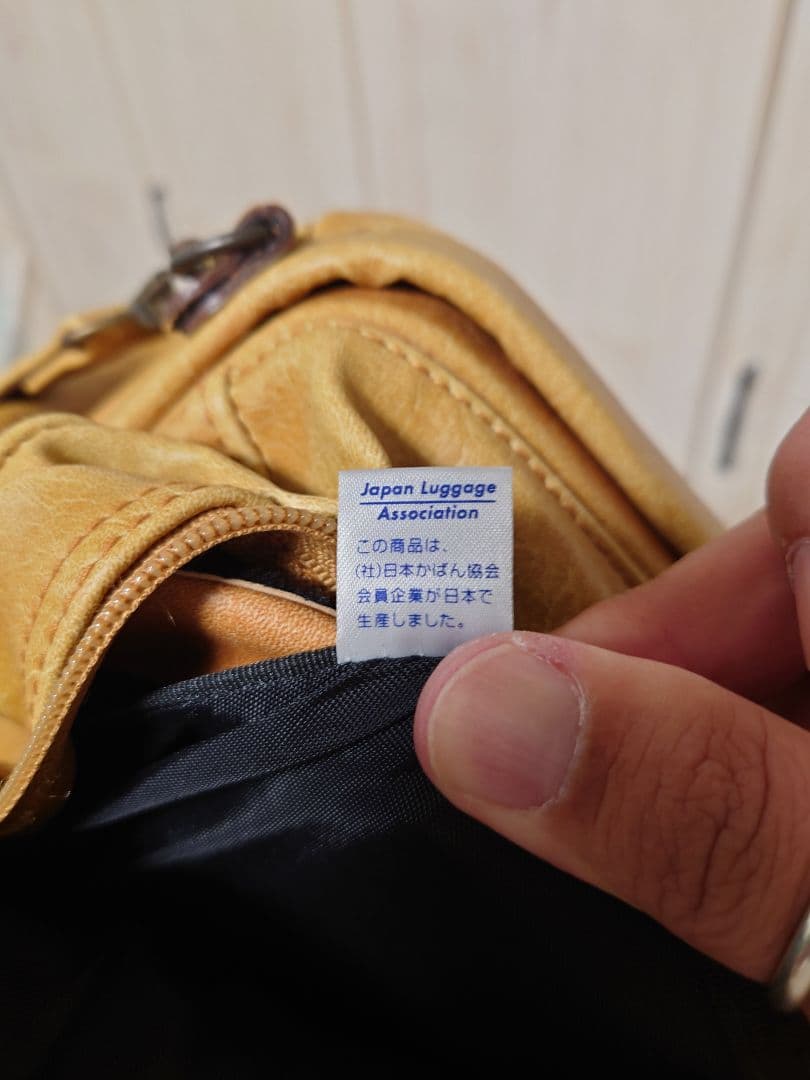 Japan Luggage
Association
この商品は、
(社)日本かばん協会
会員企業が日本で
生産しました。